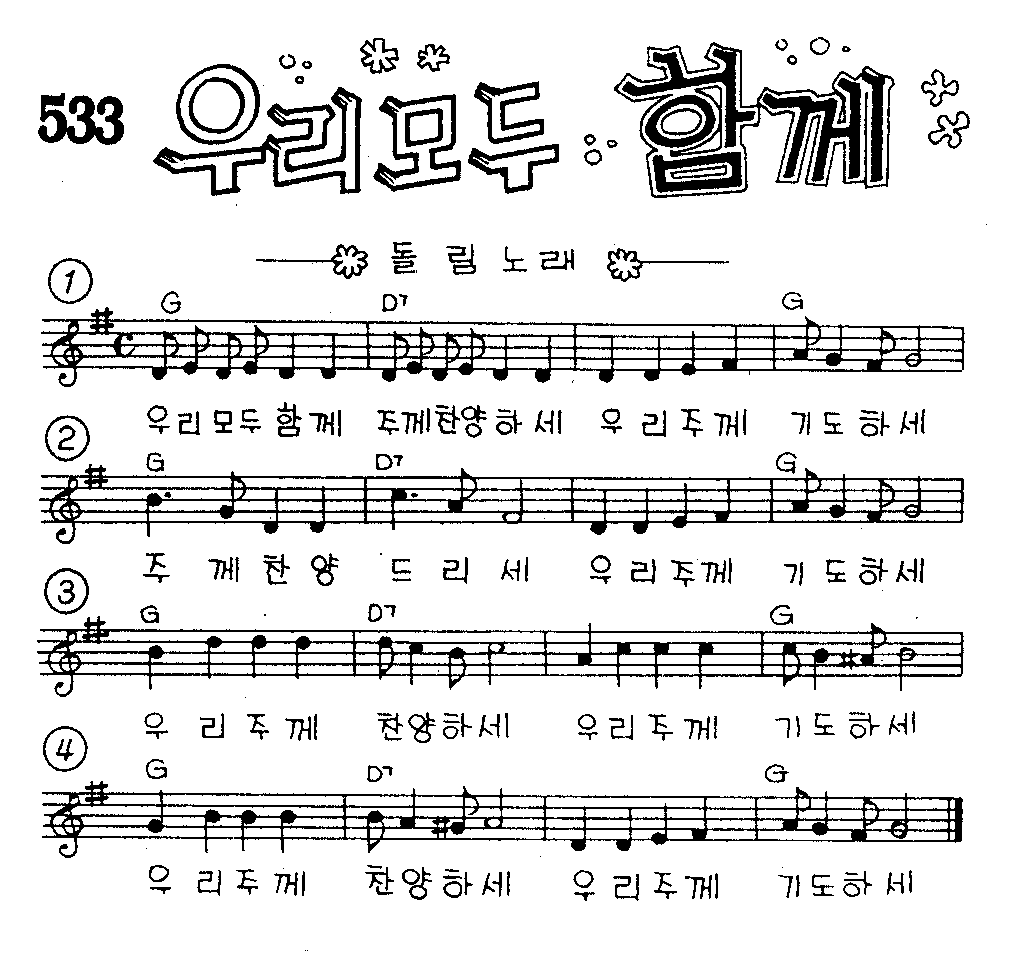 533 우리모두 함께
돌림노래
1
G D7 G
우리모두함께 주께찬양하세 우리주께 기도하세
2
G D7 G
주께찬양 드리세 우리주께 기도하세
3
G D7 G
우리주께 찬양하세 우리주께 기도하세
4
G D7 G
우리주께 찬양하세 우리주께 기도하세